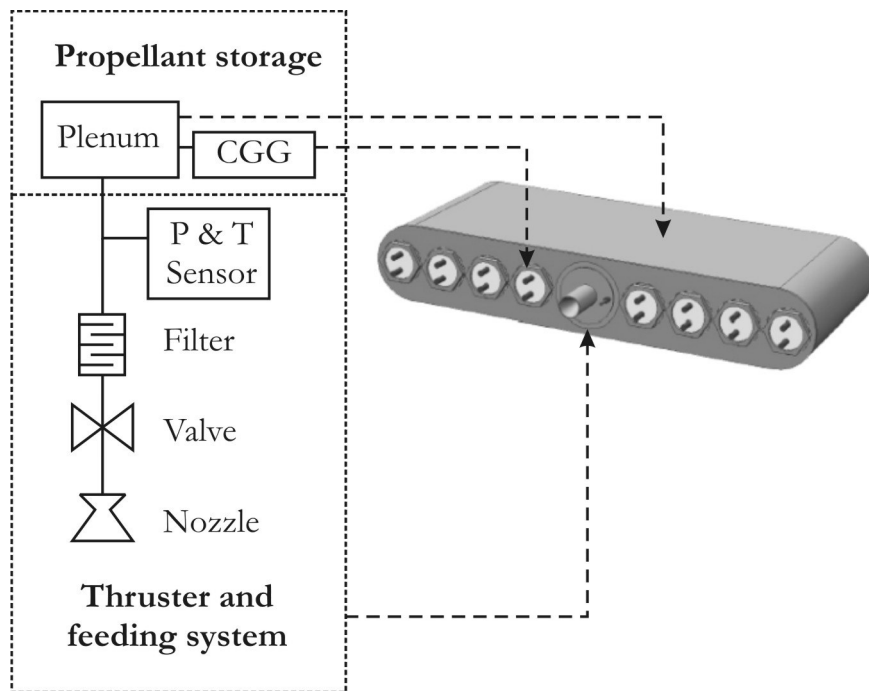 Propellant storage
Plenum
CGG
P & T
Sensor
Filter
Valve
Nozzle
Thruster and
feeding system